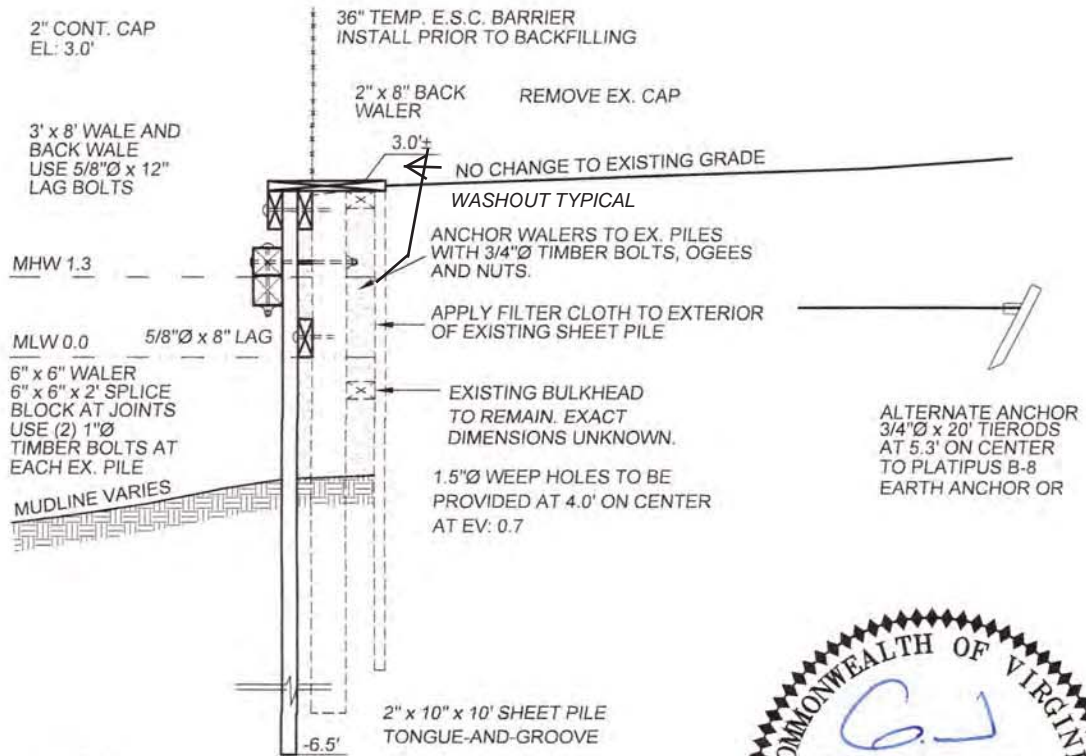 2" CONT. CAP
EL: 3.0'
36" TEMP. E.S.C. BARRIER
INSTALL PRIOR TO BACKFILLING
2" x 8" BACK
WALER
REMOVE EX. CAP
3' x 8' WALE AND
BACK WALE
USE 5/8"Ø x 12"
LAG BOLTS
3.0'±
NO CHANGE TO EXISTING GRADE
WASHOUT TYPICAL
ANCHOR WALERS TO EX. PILES
WITH 3/4"Ø TIMBER BOLTS, OGEES
AND NUTS.
MHW 1.3
APPLY FILTER CLOTH TO EXTERIOR
OF EXISTING SHEET PILE
MLW 0.0
5/8"Ø x 8" LAG
6" x 6" WALER
6" x 6" x 2' SPLICE
BLOCK AT JOINTS
USE (2) 1"Ø
TIMBER BOLTS AT
EACH EX. PILE
EXISTING BULKHEAD
TO REMAIN. EXACT
DIMENSIONS UNKNOWN.
ALTERNATE ANCHOR
3/4"Ø x 20' TIERODS
AT 5.3' ON CENTER
TO PLATIPUS B-8
EARTH ANCHOR OR
1.5"Ø WEEP HOLES TO BE
PROVIDED AT 4.0' ON CENTER
AT EV: 0.7
MUDLINE VARIES
2" x 10" x 10' SHEET PILE
TONGUE-AND-GROOVE
-6.5'
OMMONWEALTH OF VIRGIN